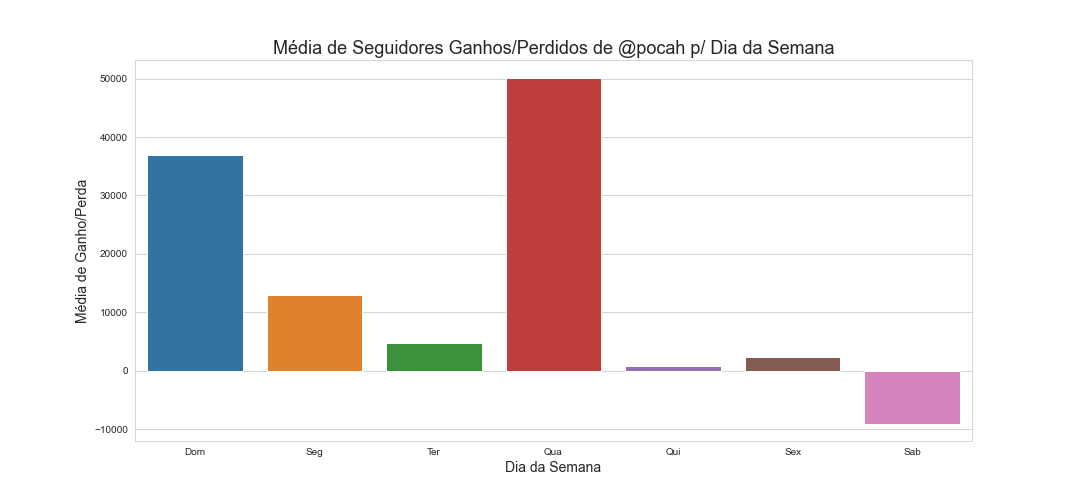 Média de Seguidores Ganhos/Perdidos de @pocah p/ Dia da Semana
50000
40000
30000
20000
10000
0
−10000
Média de Ganho/Perda
Dom Seg Ter Qua Qui Sex Sab
Dia da Semana